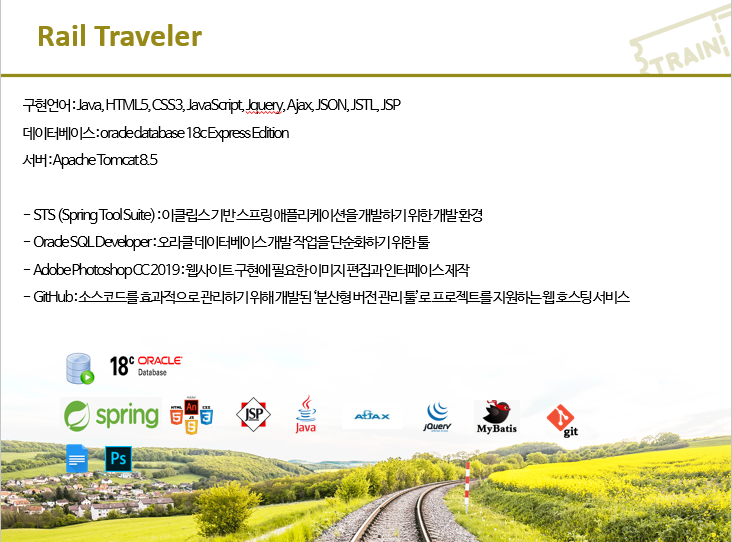 Rail Traveler
TRAIN
구현언어 : Java, HTML5, CSS3, JavaScript, Jquery, Ajax, JSON, JSTL, JSP
데이터베이스 : oracle database 18c Express Edition
서버 : Apache Tomcat 8.5
- STS (Spring Tool Suite) : 이클립스 기반 스프링 애플리케이션을 개발하기 위한 개발 환경
- Oracle SQL Developer : 오라클 데이터베이스 개발 작업을 단순화하기 위한 툴
- Adobe Photoshop CC 2019 : 웹사이트 구현에 필요한 이미지 편집과 인터페이스 제작
- GitHub : 소스코드를 효과적으로 관리하기 위해 개발된 ‘분산형 버전 관리 툴’로 프로젝트를 지원하는 웹 호스팅 서비스
18c ORACLE
Database
spring HTML An CSS JS JSP Java AJAX jQuery MyBatis git
Ps